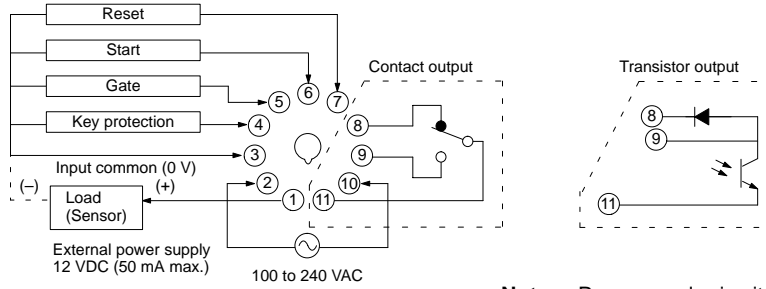 Reset
Start
Gate
Key protection
Contact output
Transistor output
5
6
7
4
8
3
9
2
10
1
11
8
9
11
Input common (0 V)
(–)
(+)
Load
(Sensor)
External power supply
12 VDC (50 mA max.)
100 to 240 VAC